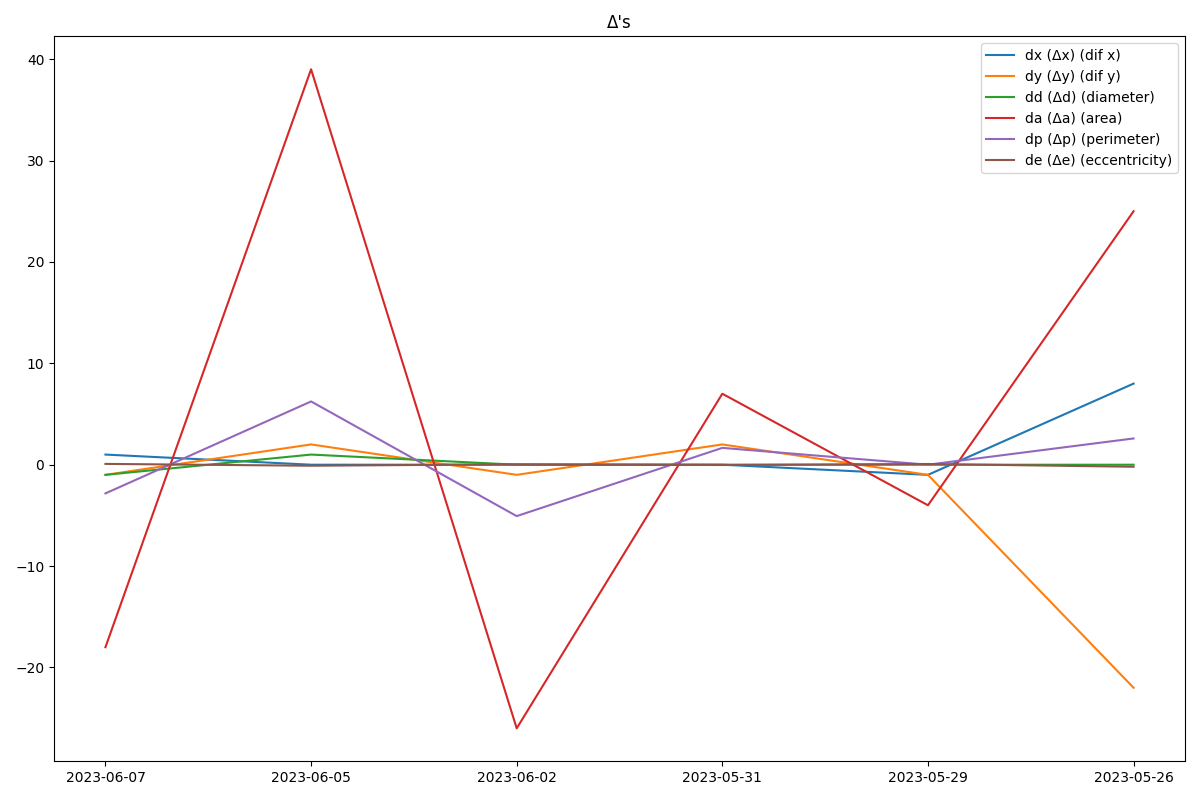 Δ's
dx (Δx) (dif x)
dy (Δy) (dif y)
dd (Δd) (diameter)
da (Δa) (area)
dp (Δp) (perimeter)
de (Δe) (eccentricity)
40
30
20
10
0
−10
−20
2023-06-07 2023-06-05 2023-06-02 2023-05-31 2023-05-29 2023-05-26